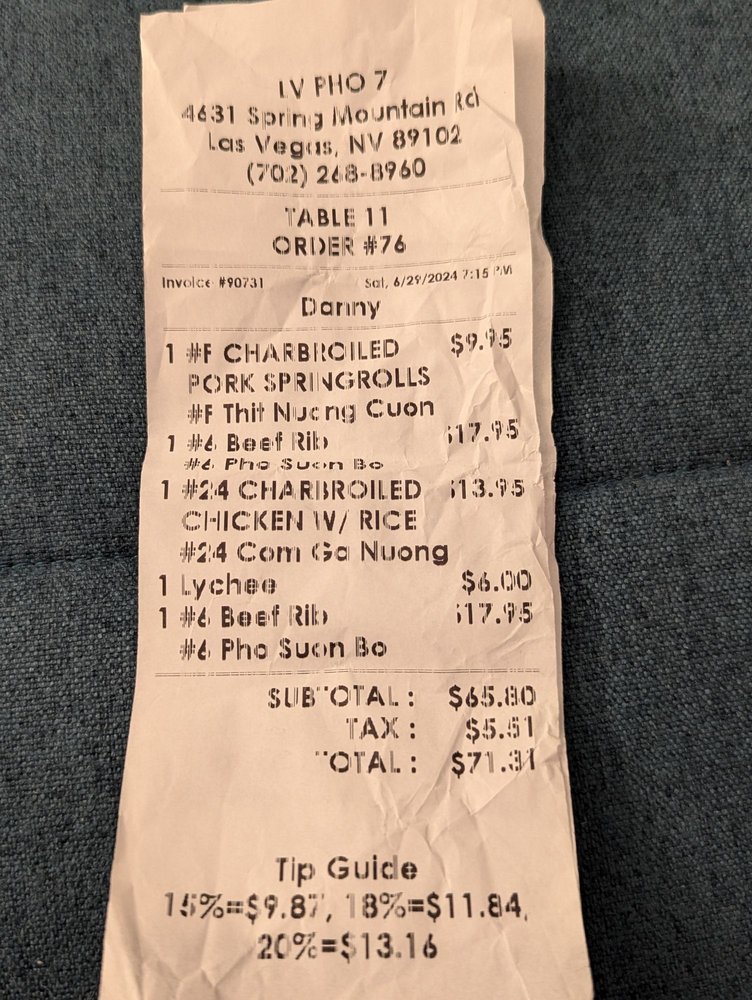 LV PHO 7
4631 Spring Mountain Rd
Las Vegas, NV 89102
(702) 268-8960
TABLE 11
ORDER #76
Invoice #90731 Sat, 6/29/2024 7:15 PM
Danny
1 #F CHARBROILED $9.95
PORK SPRINGROLLS
#F Thit Nuong Cuon
1 #6 Beef Rib $17.95
#6 Pho Suon Bo
1 #24 CHARBROILED $13.95
CHICKEN W/ RICE
#24 Com Ga Nuong
1 Lychee $6.00
1 #6 Beef Rib $17.95
#6 Pho Suon Bo
SUBTOTAL : $65.80
TAX : $5.51
TOTAL : $71.31
Tip Guide
15%=$9.87, 18%=$11.84,
20%=$13.16